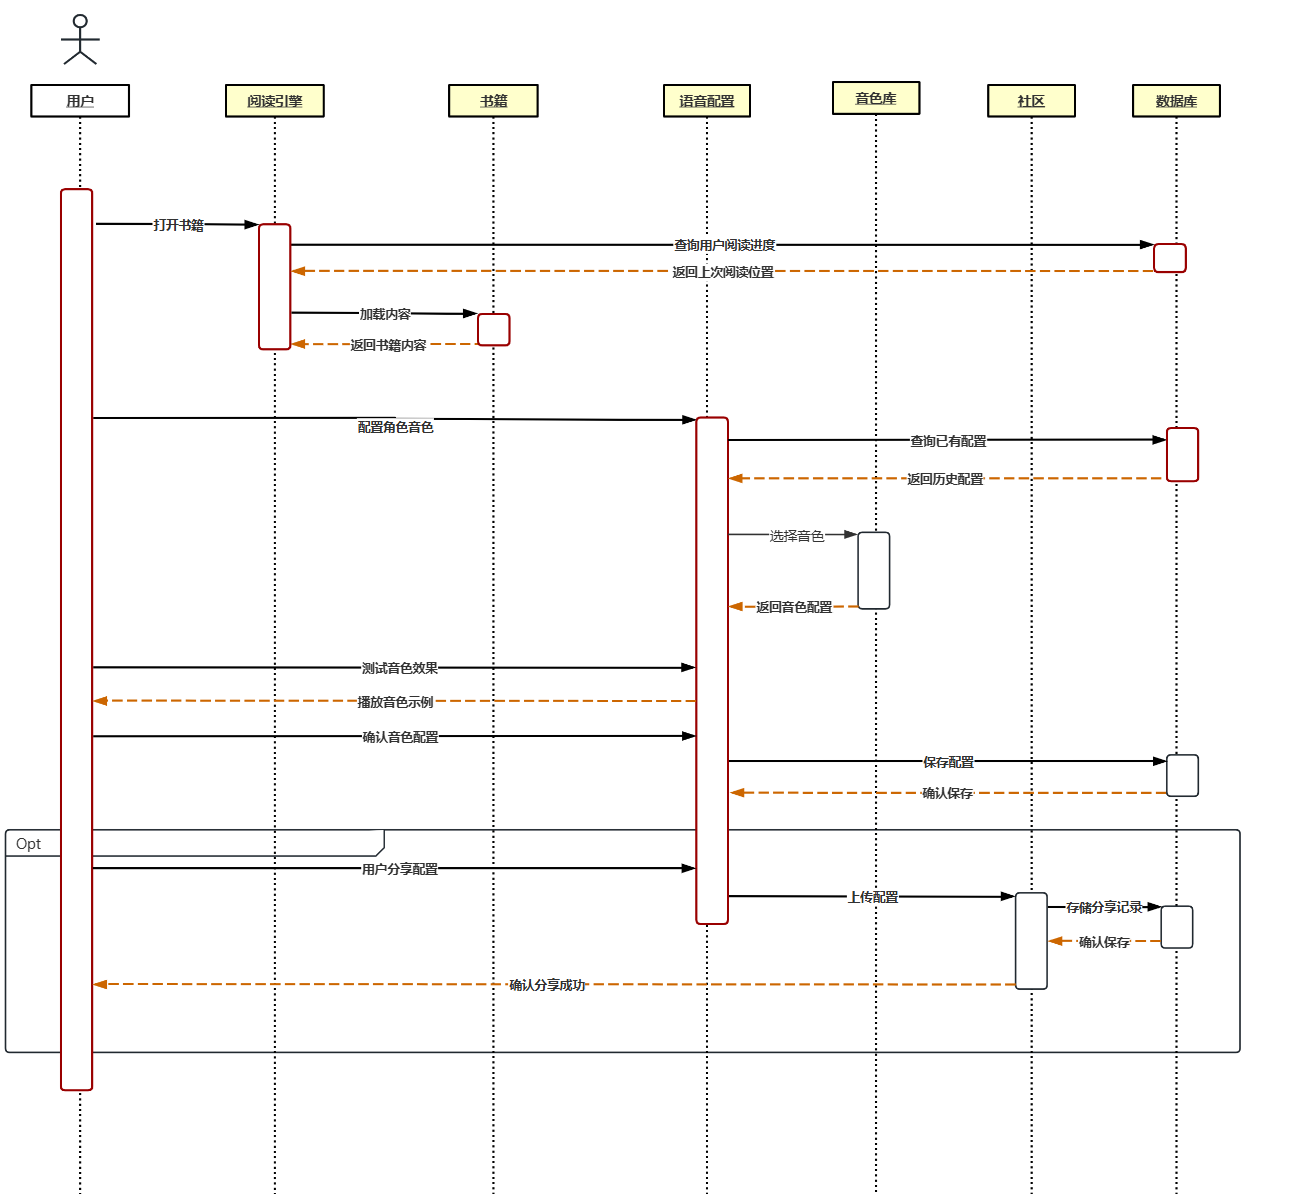 用户
阅读引擎
书籍
语音配置
音色库
社区
数据库
打开书籍
查询用户阅读进度
返回上次阅读位置
加载内容
返回书籍内容
配置角色音色
查询已有配置
返回历史配置
选择音色
返回音色配置
测试音色效果
播放音色示例
确认音色配置
保存配置
确认保存
Opt
用户分享配置
上传配置
存储分享记录
确认保存
确认分享成功